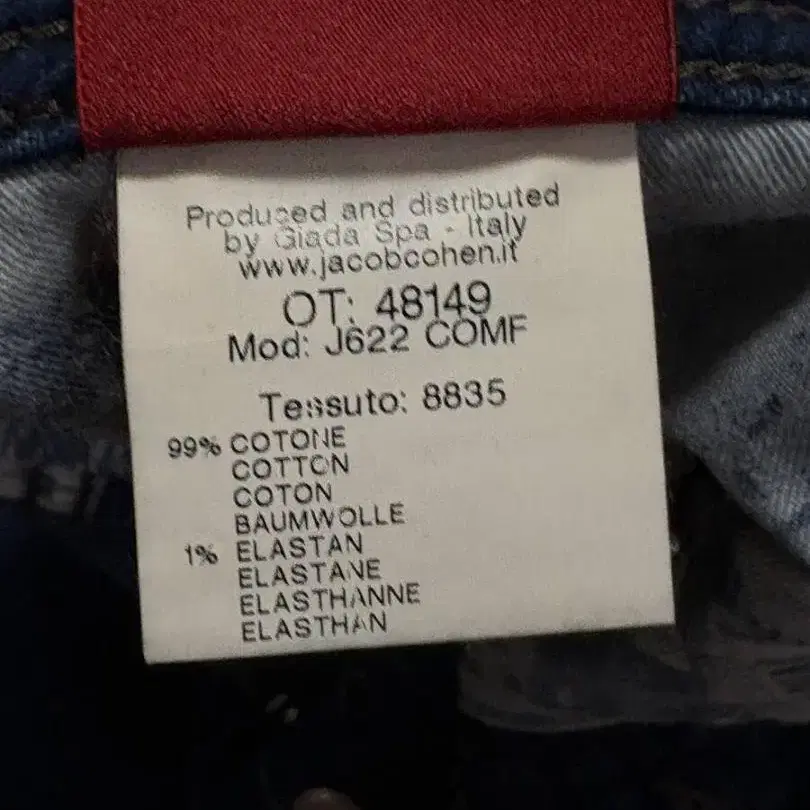 Produced and distributed
by Giada Spa - Italy
www.jacobcohen.it
OT: 48149
Mod: J622 COMF
Tessuto: 8835
99% COTONE
COTTON
COTON
BAUMWOLLE
1% ELASTAN
ELASTANE
ELASTHANNE
ELASTHAN